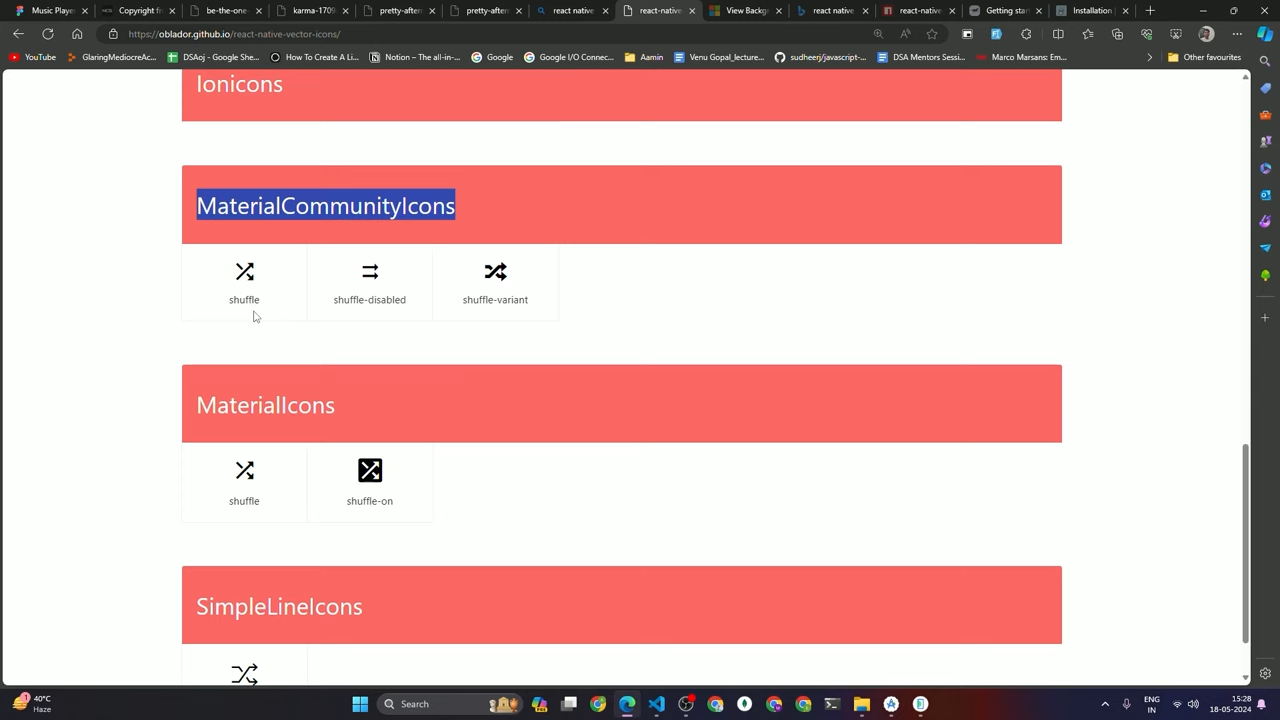 Music Playe
Copyright fr
be-the-one-
karma-1709
pretty-after
pretty-after
react native
react-native
View Backg
react native
react-native
Getting star
Installation
https://oblador.github.io/react-native-vector-icons/
YouTube
GlaringMediocreAc...
DSAoj - Google She...
How To Create A Li...
Notion – The all-in-...
Google
Google I/O Connec...
Aamin
Venu Gopal_lecture...
sudheerj/javascript-...
DSA Mentors Sessi...
Marco Marsans: Em...
Other favourites
Ionicons
MaterialCommunityIcons
shuffle
shuffle-disabled
shuffle-variant
MaterialIcons
shuffle
shuffle-on
SimpleLineIcons
40°C
Haze
Search
ENG
IN
15:28
18-05-2024